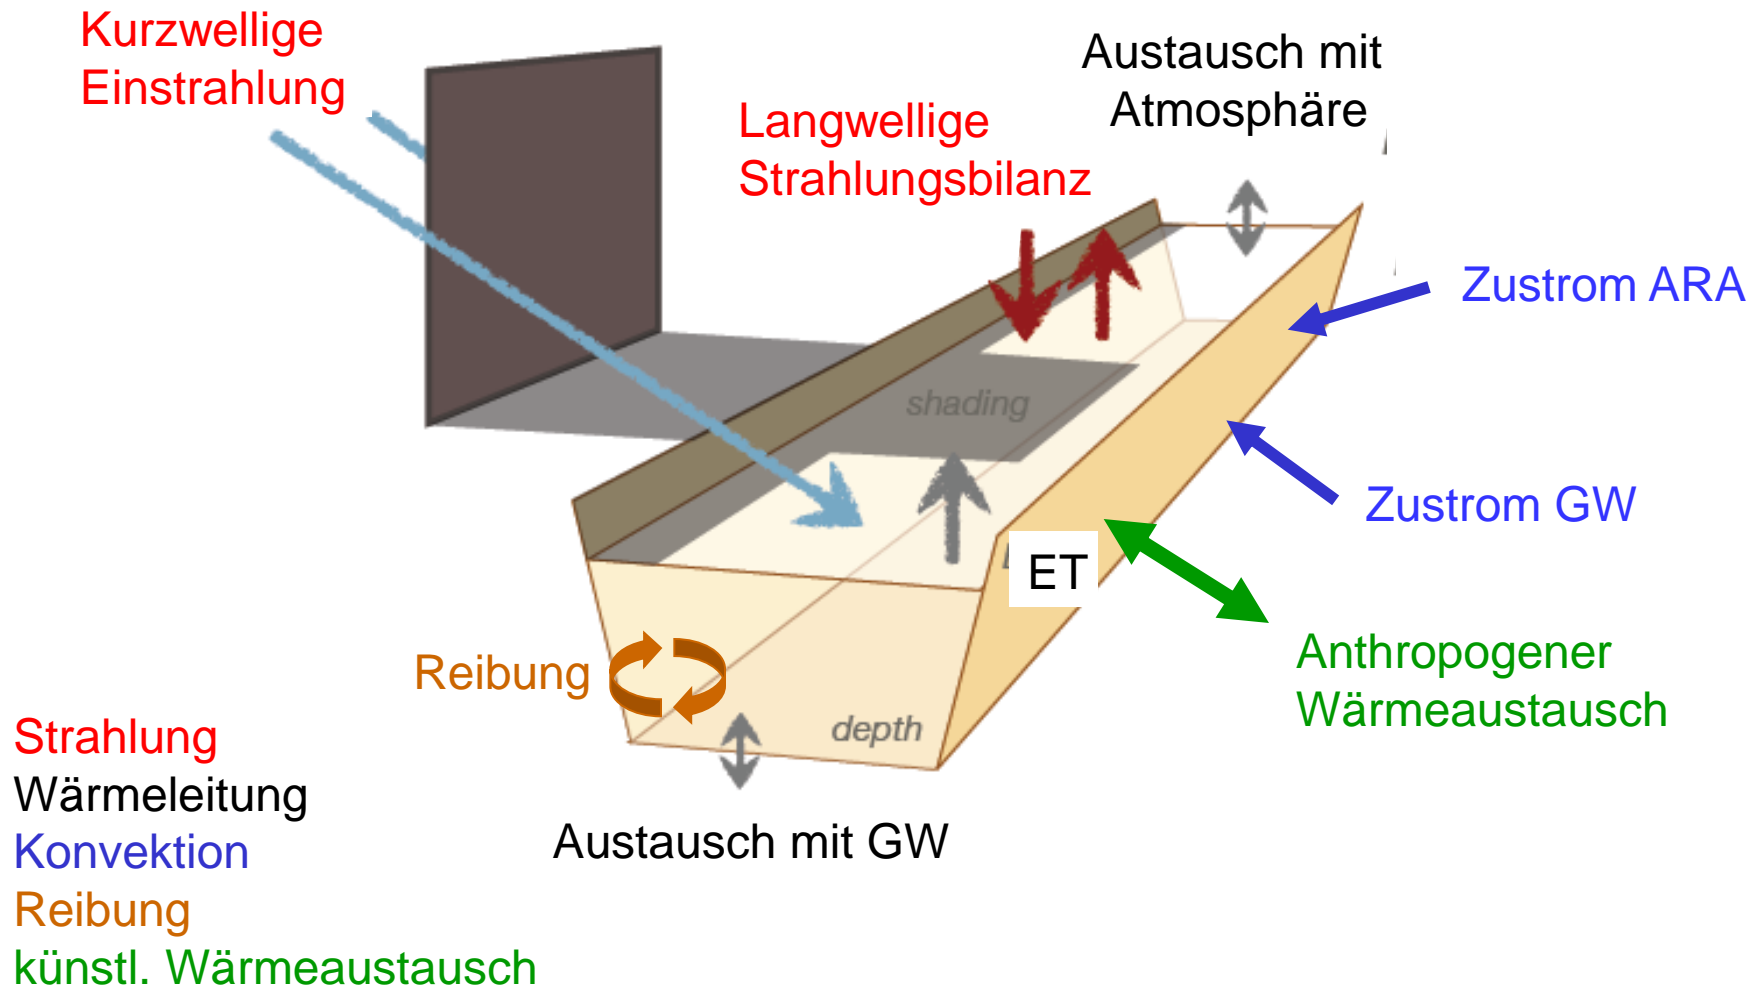 Kurzwellige
Einstrahlung
Austausch mit
Atmosphäre
Langwellige
Strahlungsbilanz
Zustrom ARA
shading
Zustrom GW
ET
Anthropogener
Wärmeaustausch
Reibung
depth
Austausch mit GW
Strahlung
Wärmeleitung
Konvektion
Reibung
künstl. Wärmeaustausch